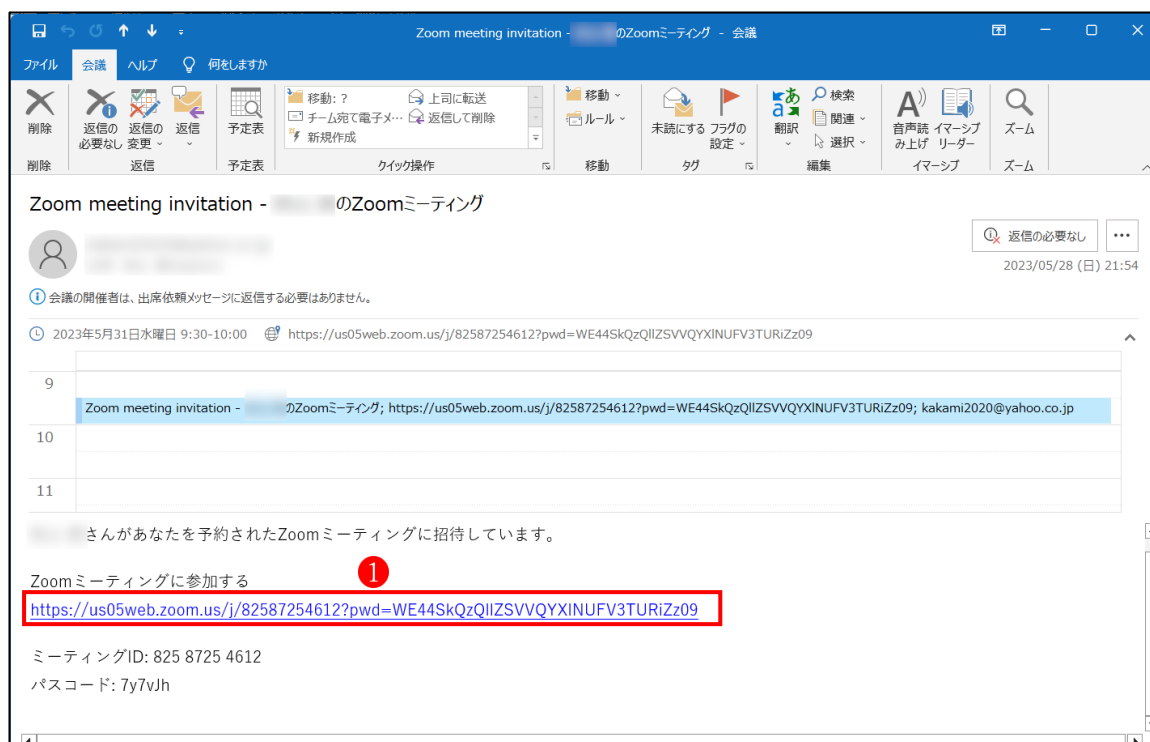 Zoom meeting invitation - のZoomミーティング - 会議
ファイル 会議 ヘルプ 何をしますか
削除
返信の必要なし
返信の変更
返信
予定表
移動: ?
チーム宛て電子メ…
新規作成
上司に転送
返信して削除
移動
ルール
未読にする
フラグの設定
翻訳
検索
関連
選択
音声読み上げ
イマーシブ リーダー
ズーム
削除 返信 予定表 クイック操作 移動 タグ 編集 イマーシブ ズーム
Zoom meeting invitation - のZoomミーティング
返信の必要なし
2023/05/28 (日) 21:54
会議の開催者は、出席依頼メッセージに返信する必要はありません。
2023年5月31日水曜日 9:30-10:00 https://us05web.zoom.us/j/82587254612?pwd=WE44SkQzQllZSVVQYXlNUFV3TURiZz09
9
Zoom meeting invitation - のZoomミーティング; https://us05web.zoom.us/j/82587254612?pwd=WE44SkQzQllZSVVQYXlNUFV3TURiZz09; kakami2020@yahoo.co.jp
10
11
さんがあなたを予約されたZoomミーティングに招待しています。
Zoomミーティングに参加する
1
https://us05web.zoom.us/j/82587254612?pwd=WE44SkQzQllZSVVQYXlNUFV3TURiZz09
ミーティングID: 825 8725 4612
パスコード: 7y7vJh